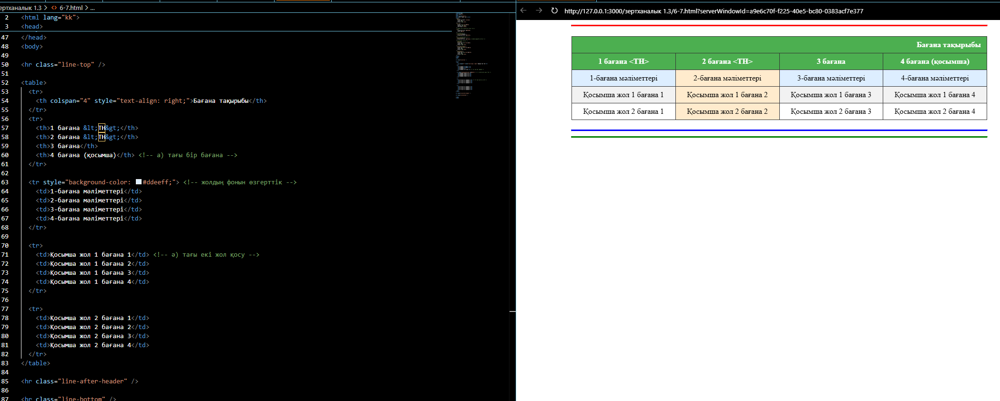 ертханалык 1.3 > <> 6-7.html > ...
2 <html lang="kk">
3 <head>
47 </head>
48 <body>
49
50 <hr class="line-top" />
51
52 <table>
53 <tr>
54 <th colspan="4" style="text-align: right;">Бағана тақырыбы</th>
55 </tr>
56 <tr>
57 <th>1 бағана &lt;TH&gt;</th>
58 <th>2 бағана &lt;TH&gt;</th>
59 <th>3 бағана</th>
60 <th>4 бағана (қосымша)</th> <!-- а) тағы бір бағана -->
61 </tr>
62
63 <tr style="background-color: #ddeeff;"> <!-- жолдың фонын өзгерттік -->
64 <td>1-бағана мәліметтері</td>
65 <td>2-бағана мәліметтері</td>
66 <td>3-бағана мәліметтері</td>
67 <td>4-бағана мәліметтері</td>
68 </tr>
69
70 <tr>
71 <td>Қосымша жол 1 бағана 1</td> <!-- ә) тағы екі жол қосу -->
72 <td>Қосымша жол 1 бағана 2</td>
73 <td>Қосымша жол 1 бағана 3</td>
74 <td>Қосымша жол 1 бағана 4</td>
75 </tr>
76
77 <tr>
78 <td>Қосымша жол 2 бағана 1</td>
79 <td>Қосымша жол 2 бағана 2</td>
80 <td>Қосымша жол 2 бағана 3</td>
81 <td>Қосымша жол 2 бағана 4</td>
82 </tr>
83 </table>
84
85 <hr class="line-after-header" />
86
87 <hr class="line-bottom" />
http://127.0.0.1:3000/зертханалык 1.3/6-7.html?serverWindowId=a9e6c70f-f225-40e5-bc80-0383acf7e377
Бағана тақырыбы
1 бағана <TH> 2 бағана <TH> 3 бағана 4 бағана (қосымша)
1-бағана мәліметтері 2-бағана мәліметтері 3-бағана мәліметтері 4-бағана мәліметтері
Қосымша жол 1 бағана 1 Қосымша жол 1 бағана 2 Қосымша жол 1 бағана 3 Қосымша жол 1 бағана 4
Қосымша жол 2 бағана 1 Қосымша жол 2 бағана 2 Қосымша жол 2 бағана 3 Қосымша жол 2 бағана 4